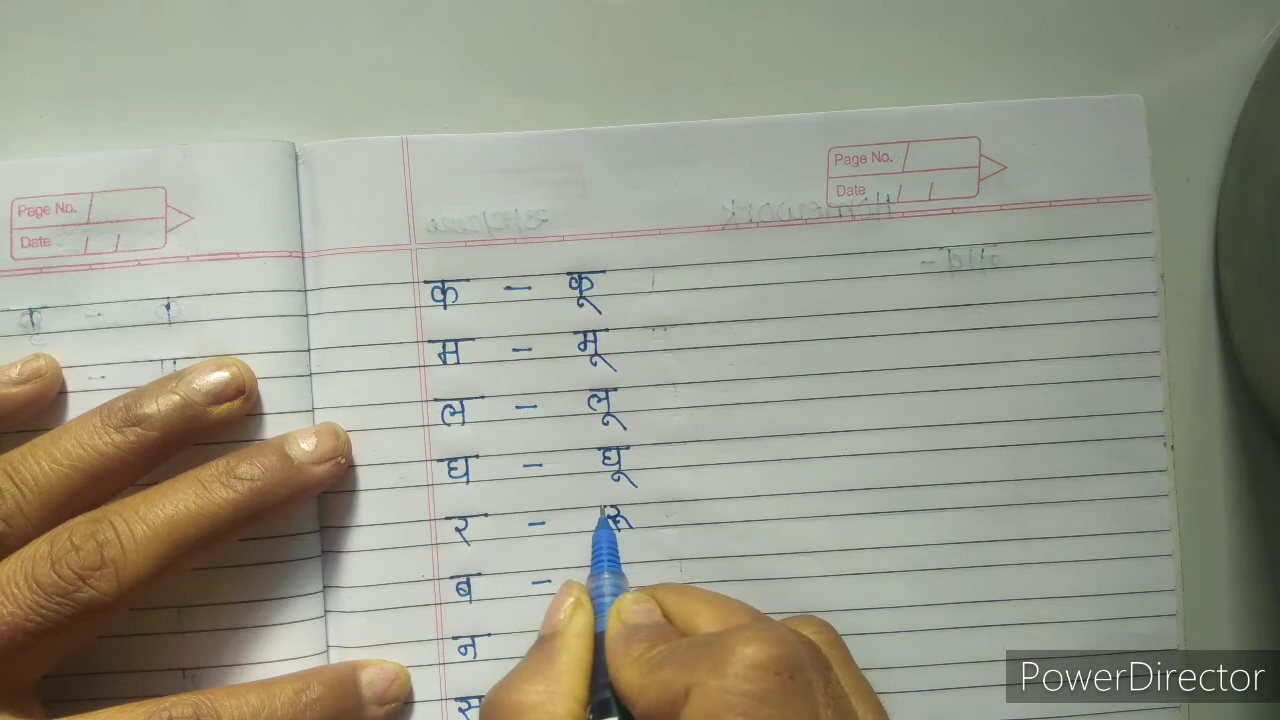 Page No.
Date / /
Page No.
Date / /
क - कू
म - मू
ल - लू
घ - घू
र - रू
ब -
न
स
PowerDirector